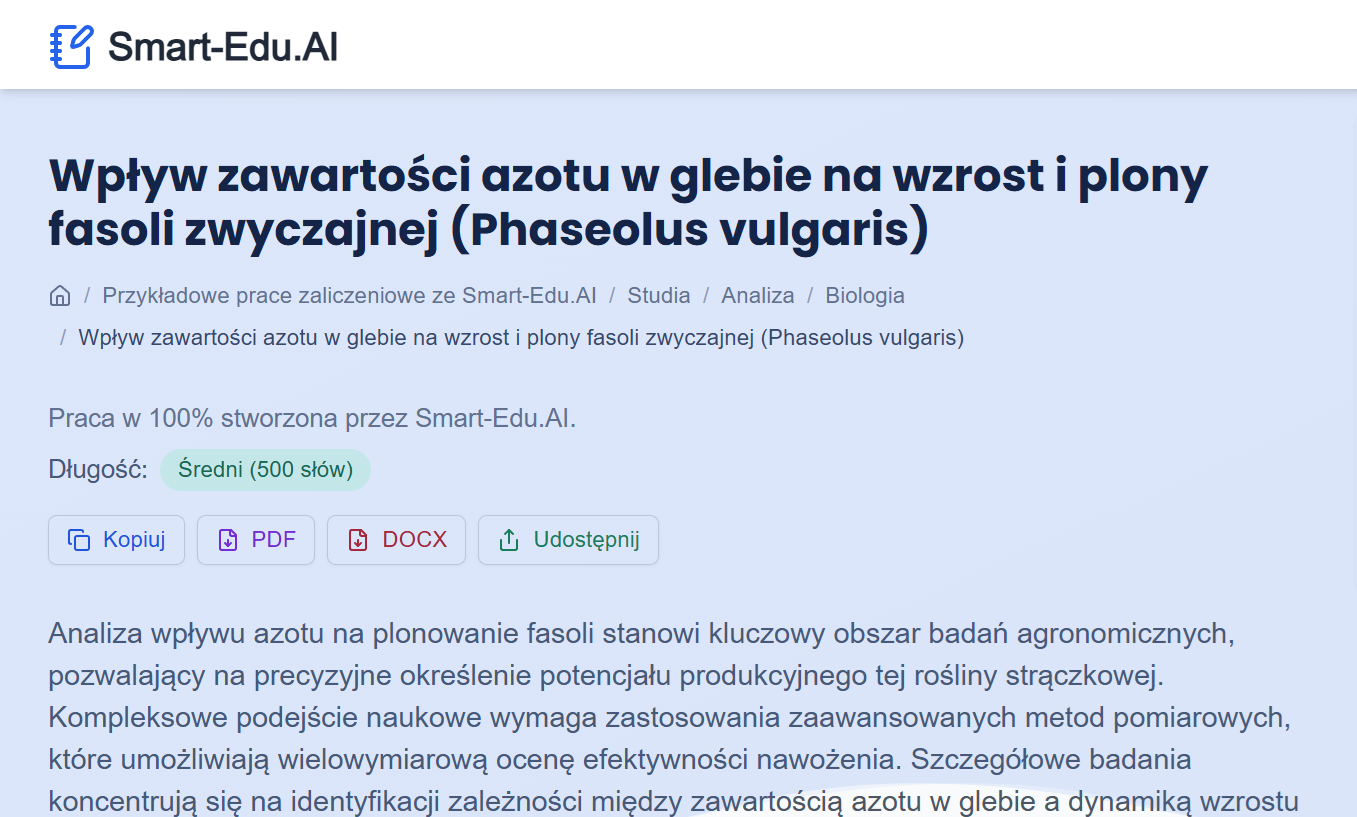 Smart-Edu.AI
Wpływ zawartości azotu w glebie na wzrost i plony
fasoli zwyczajnej (Phaseolus vulgaris)
/ Przykładowe prace zaliczeniowe ze Smart-Edu.AI / Studia / Analiza / Biologia
/ Wpływ zawartości azotu w glebie na wzrost i plony fasoli zwyczajnej (Phaseolus vulgaris)
Praca w 100% stworzona przez Smart-Edu.AI.
Długość: Średni (500 słów)
Kopiuj PDF DOCX Udostępnij
Analiza wpływu azotu na plonowanie fasoli stanowi kluczowy obszar badań agronomicznych,
pozwalający na precyzyjne określenie potencjału produkcyjnego tej rośliny strączkowej.
Kompleksowe podejście naukowe wymaga zastosowania zaawansowanych metod pomiarowych,
które umożliwiają wielowymiarową ocenę efektywności nawożenia. Szczegółowe badania
koncentrują się na identyfikacji zależności między zawartością azotu w glebie a dynamiką wzrostu